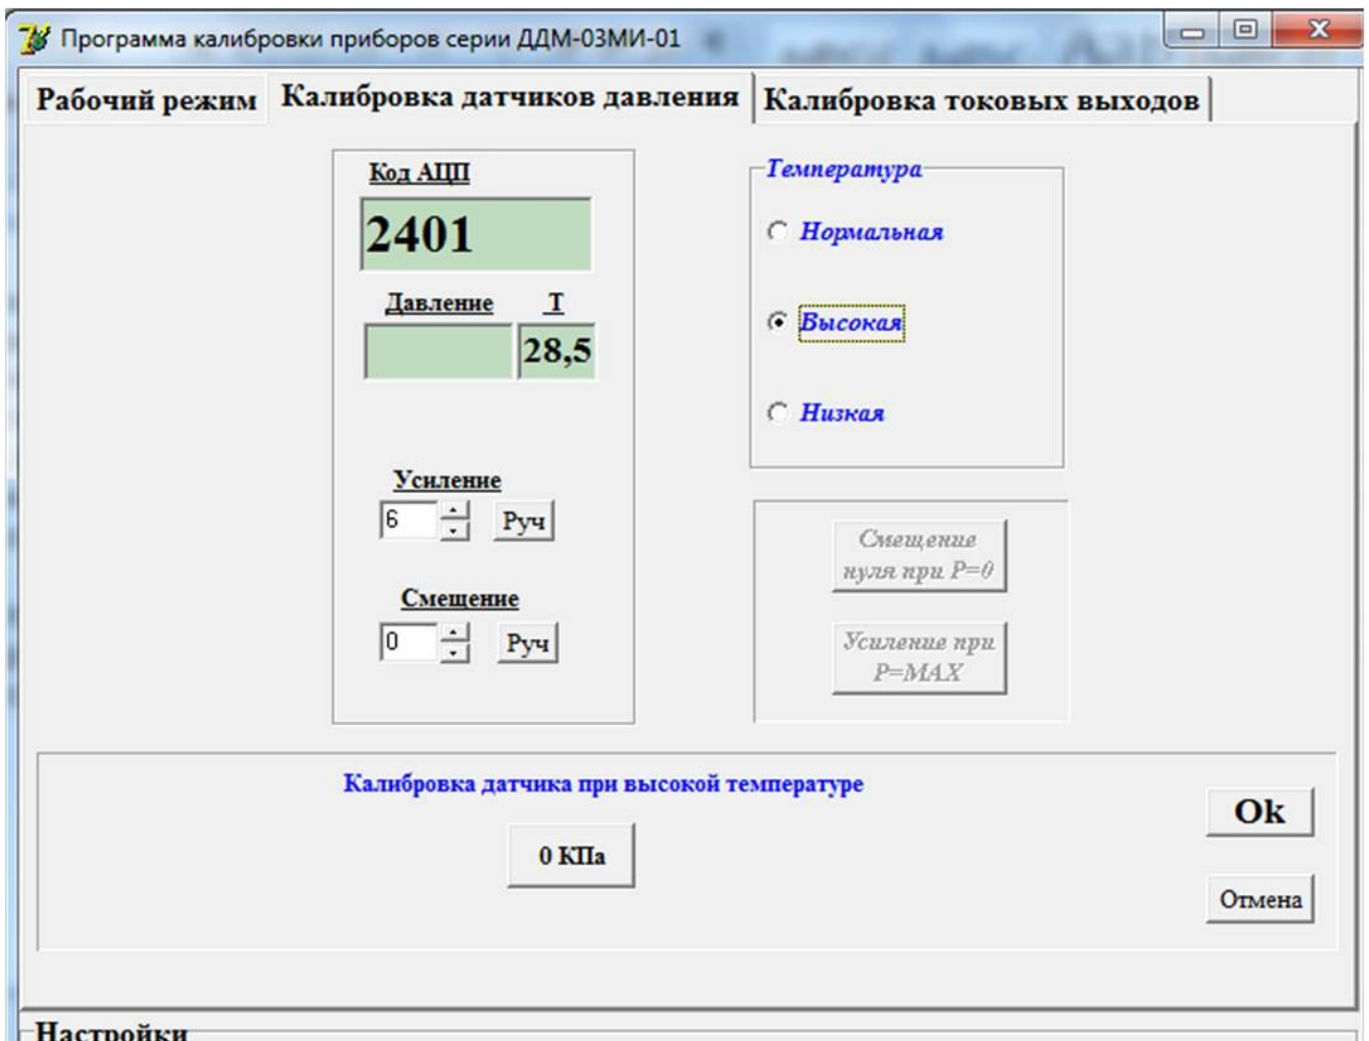 Программа калибровки приборов серии ДДМ-03МИ-01
Рабочий режим
Калибровка датчиков давления
Калибровка токовых выходов
Код АЦП
2401
Давление
T
28,5
Усиление
6
Руч
Смещение
0
Руч
Температура
Нормальная
Высокая
Низкая
Смещение
нуля при P=0
Усиление при
P=MAX
Калибровка датчика при высокой температуре
0 КПа
Ok
Отмена
Настройки